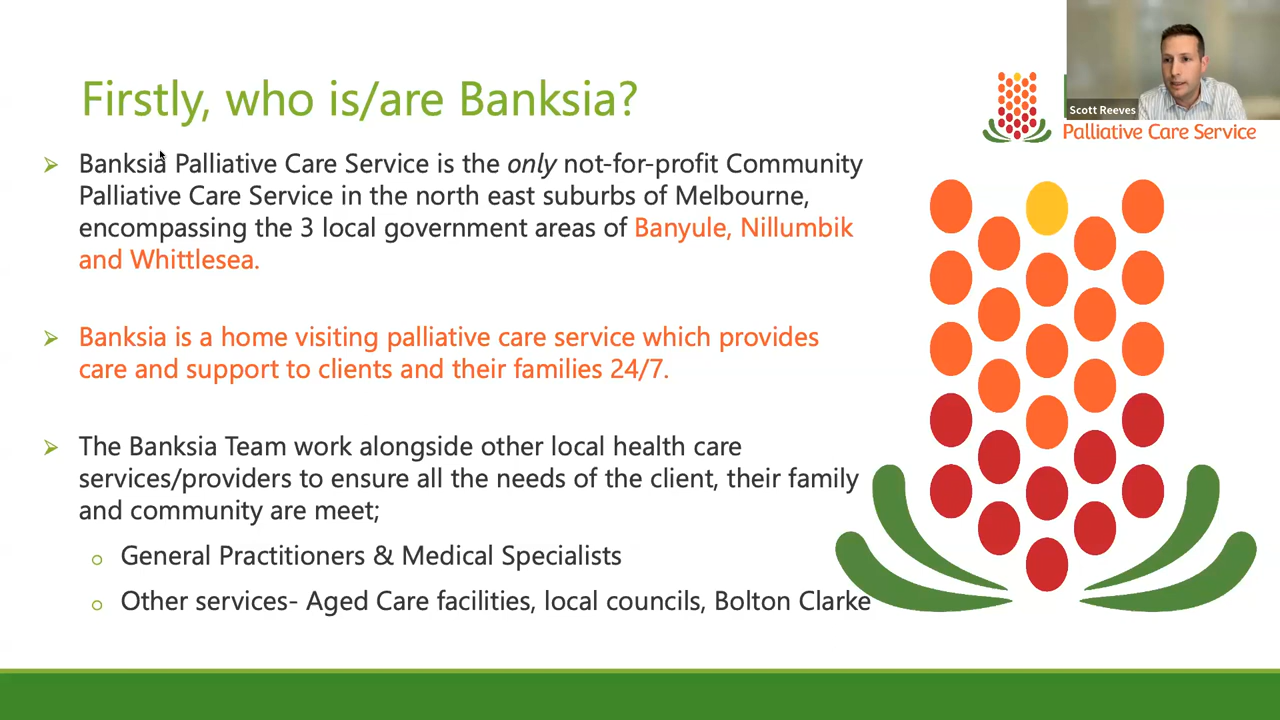 Firstly, who is/are Banksia?
Scott Reeves
Palliative Care Service
Banksia Palliative Care Service is the only not-for-profit Community
Palliative Care Service in the north east suburbs of Melbourne,
encompassing the 3 local government areas of Banyule, Nillumbik
and Whittlesea.
Banksia is a home visiting palliative care service which provides
care and support to clients and their families 24/7.
The Banksia Team work alongside other local health care
services/providers to ensure all the needs of the client, their family
and community are meet;
General Practitioners & Medical Specialists
Other services- Aged Care facilities, local councils, Bolton Clarke